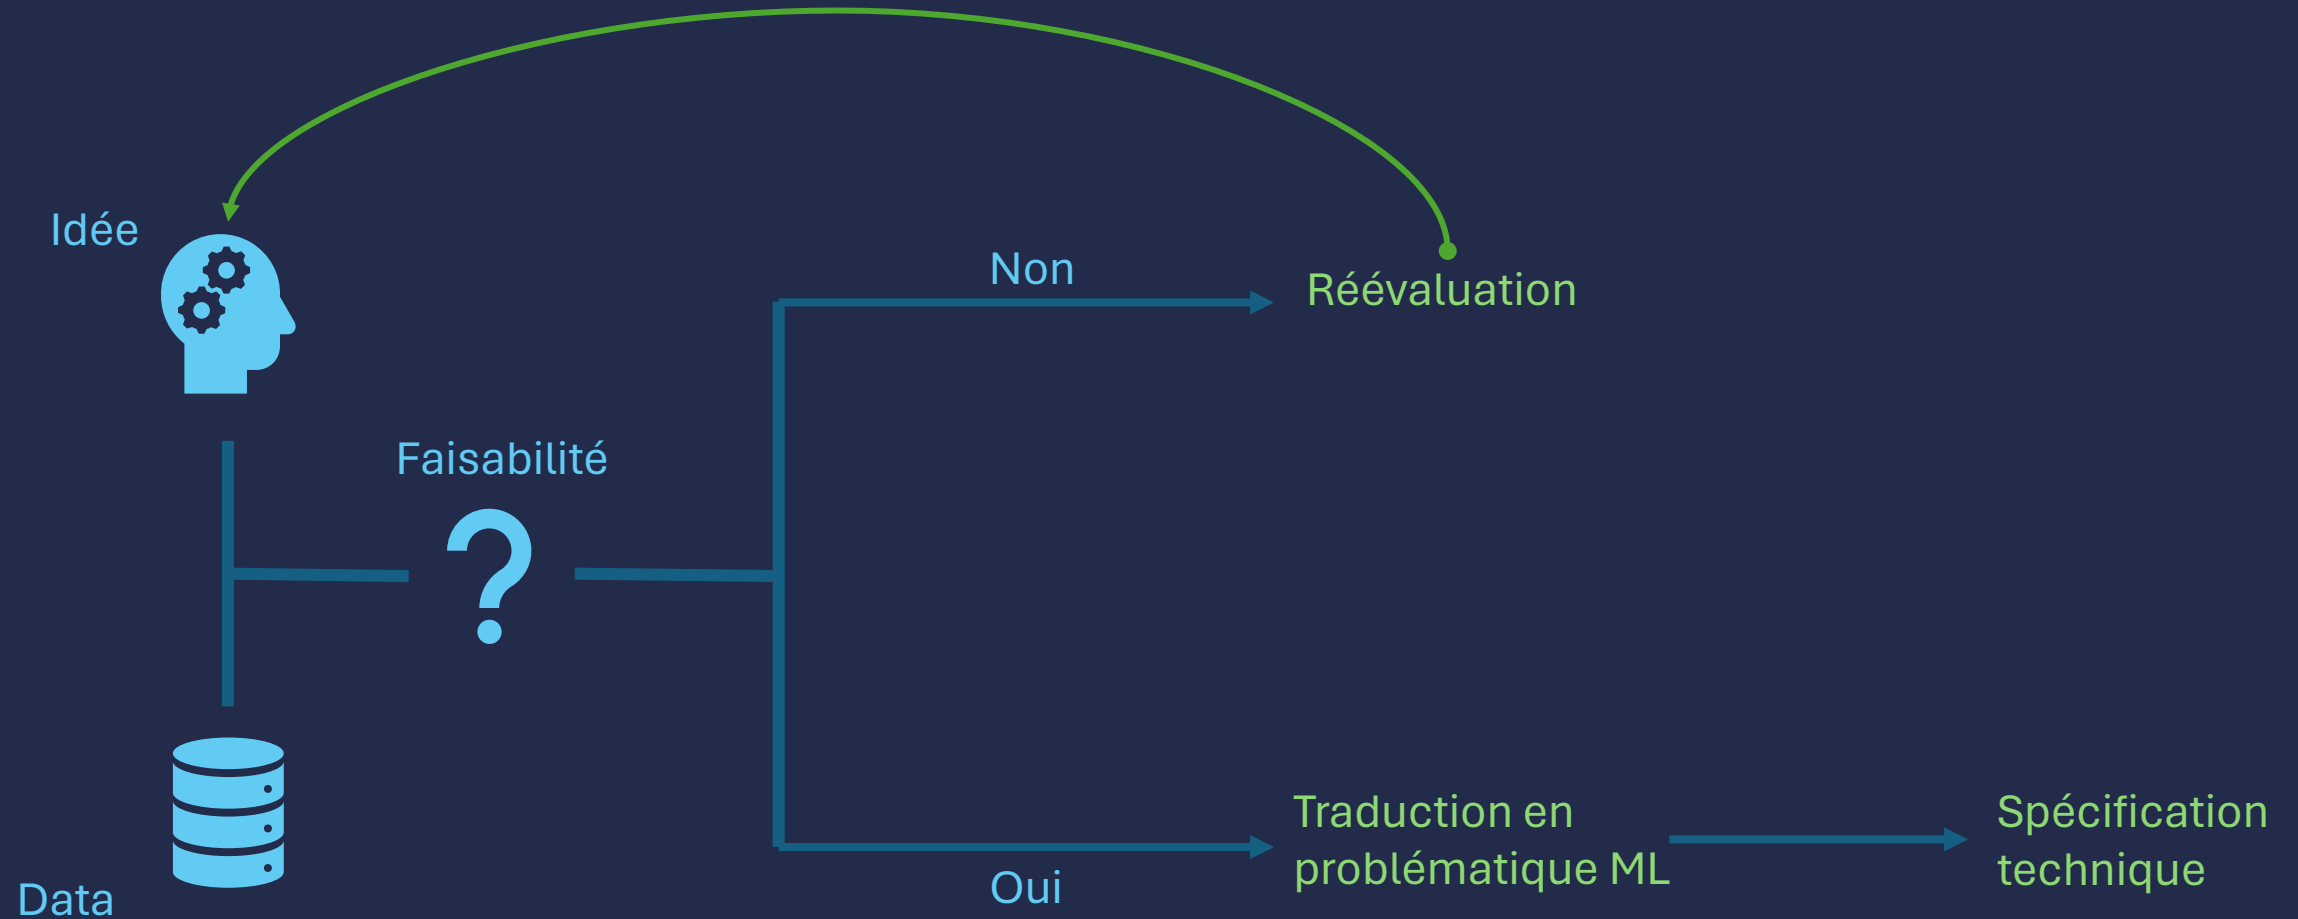 Idée
Non
Réévaluation
Faisabilité
Traduction en
problématique ML
Spécification
technique
Oui
Data